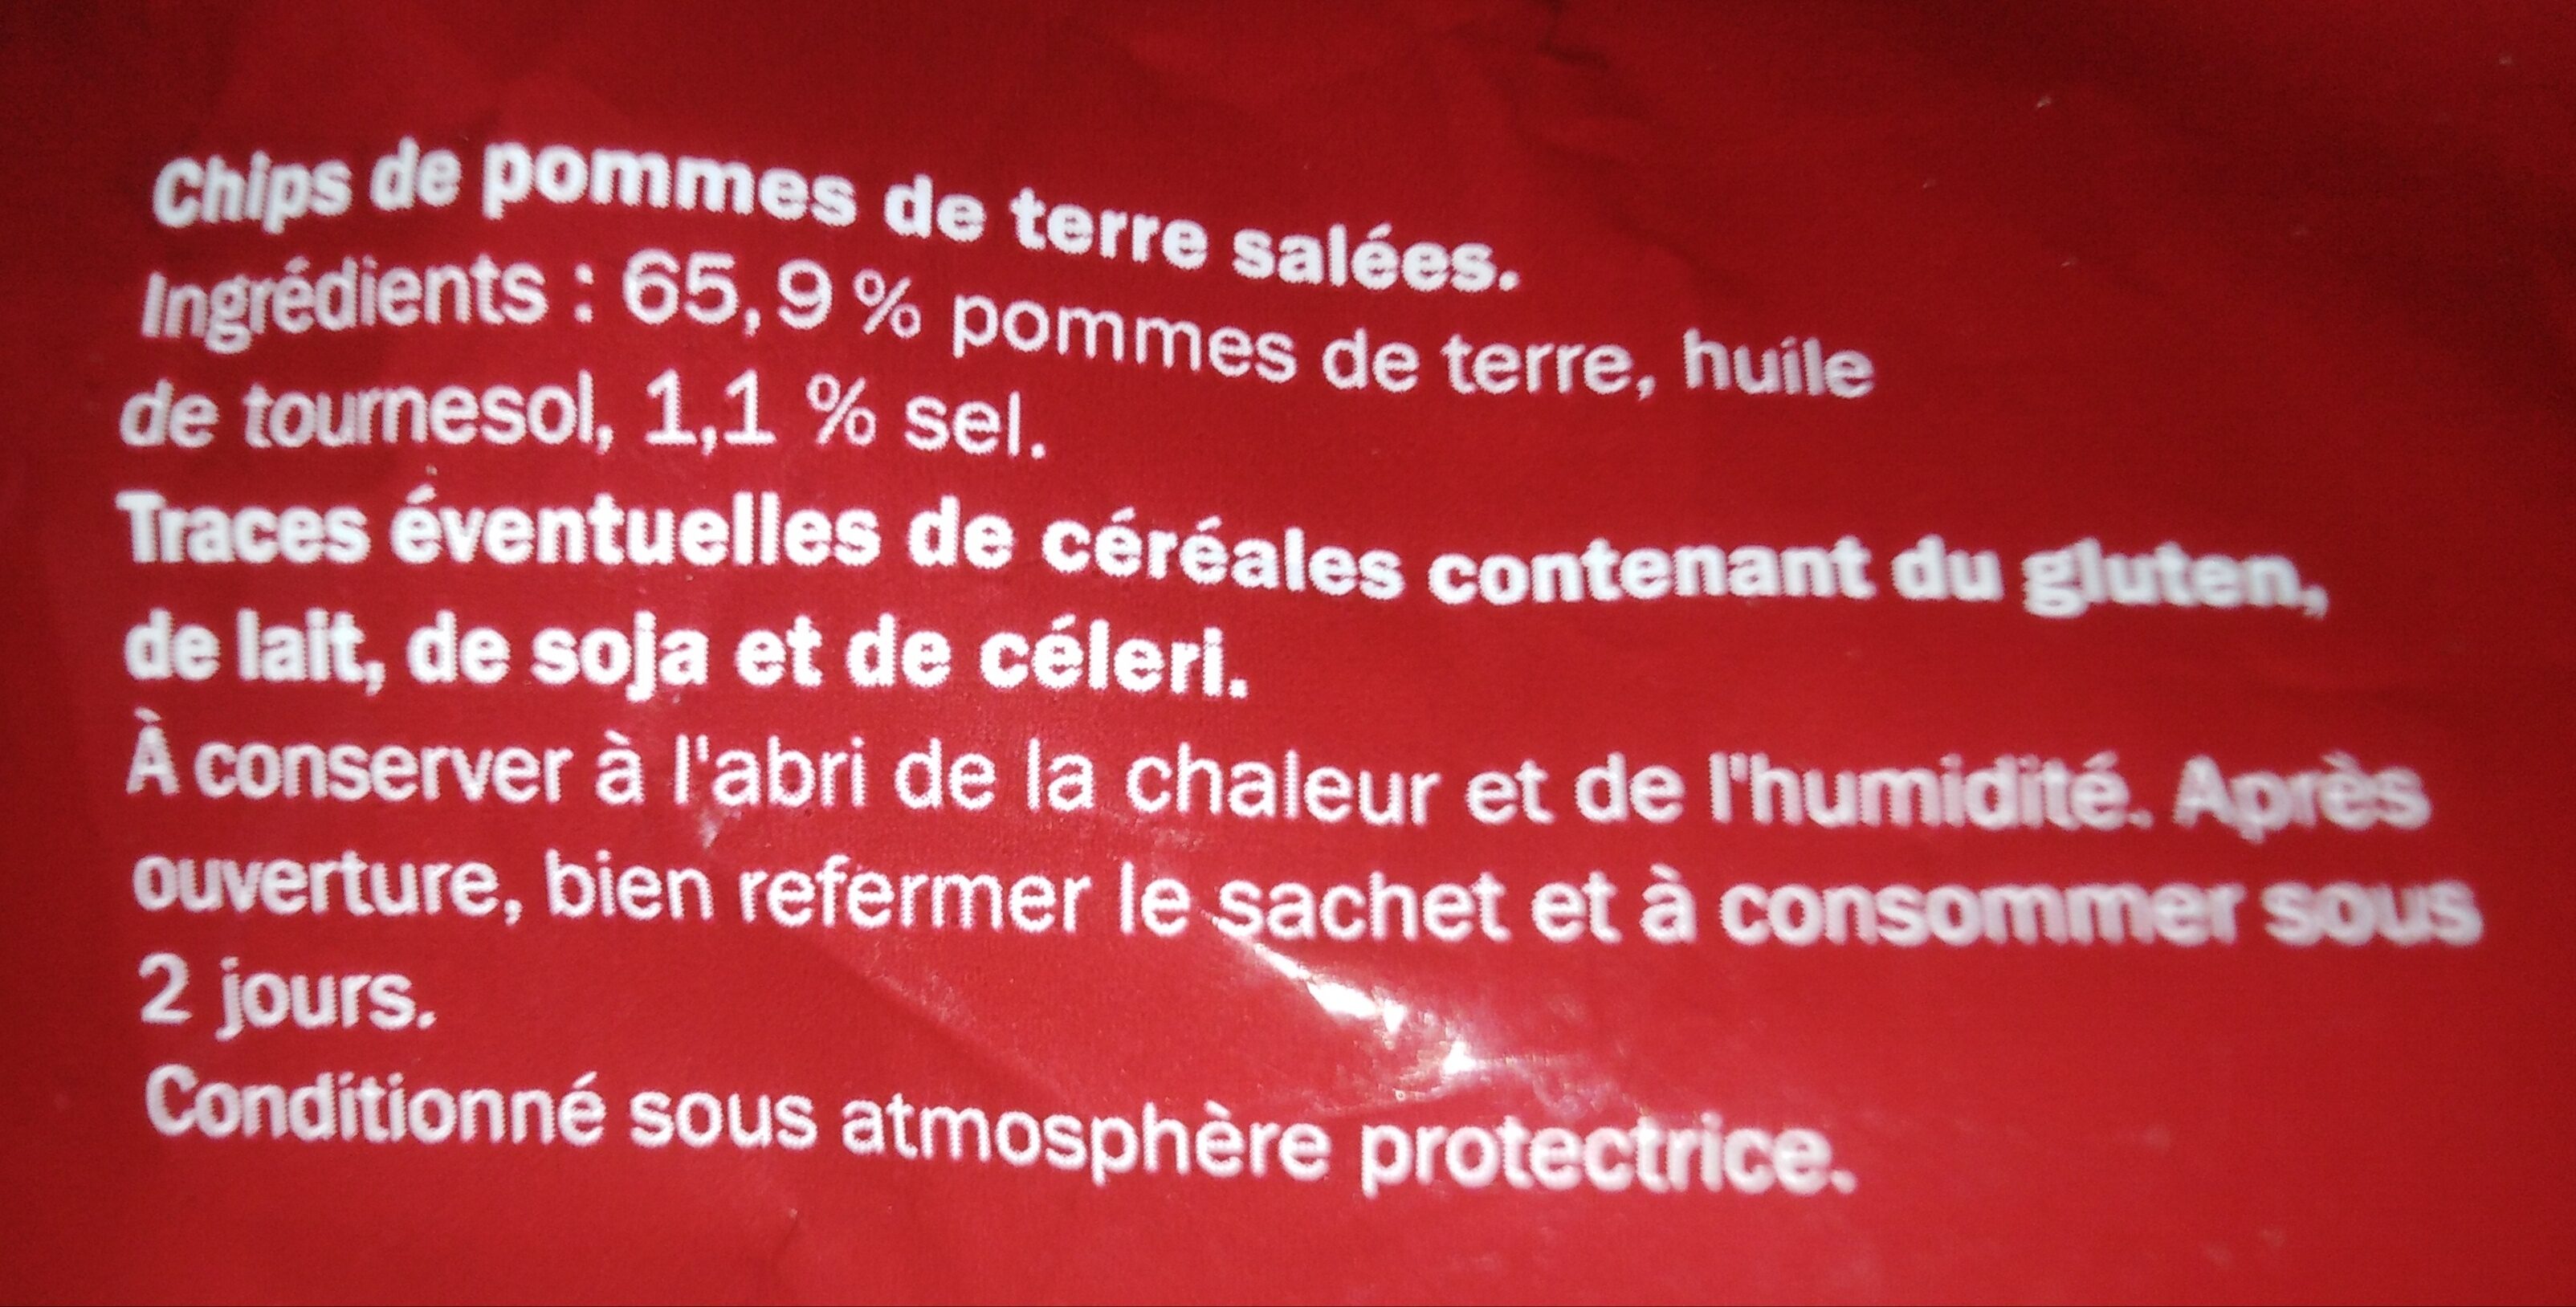 Chips de pommes de terre salées.
Ingrédients : 65,9 % pommes de terre, huile
de tournesol, 1,1 % sel.
Traces éventuelles de céréales contenant du gluten,
de lait, de soja et de céleri.
À conserver à l'abri de la chaleur et de l'humidité. Après
ouverture, bien refermer le sachet et à consommer sous
2 jours.
Conditionné sous atmosphère protectrice.